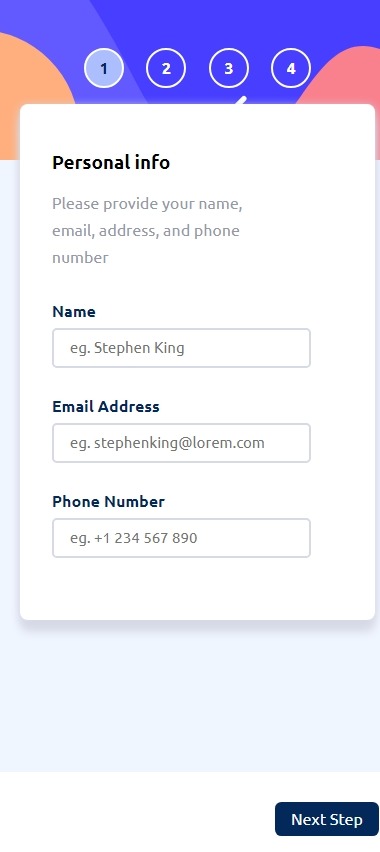 1 2 3 4
Personal info
Please provide your name,
email, address, and phone
number
Name
eg. Stephen King
Email Address
eg. stephenking@lorem.com
Phone Number
eg. +1 234 567 890
Next Step